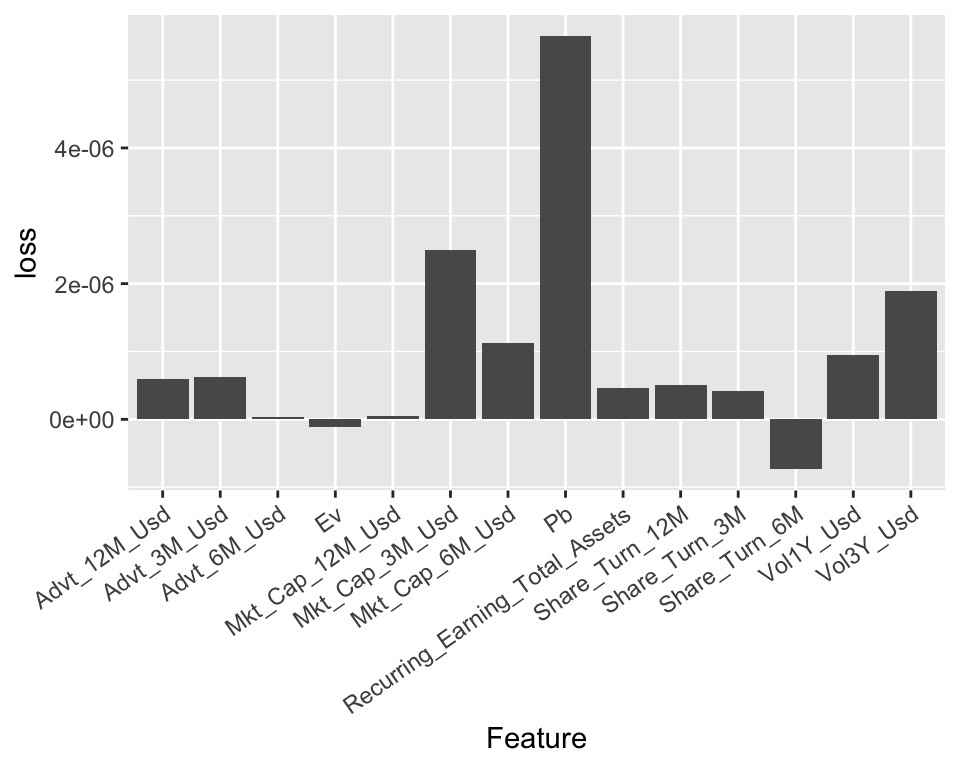 loss
4e-06
2e-06
0e+00
Advt_12M_Usd
Advt_3M_Usd
Advt_6M_Usd
Ev
Mkt_Cap_12M_Usd
Mkt_Cap_3M_Usd
Mkt_Cap_6M_Usd
Pb
Recurring_Earning_Total_Assets
Share_Turn_12M
Share_Turn_3M
Share_Turn_6M
Vol1Y_Usd
Vol3Y_Usd
Feature